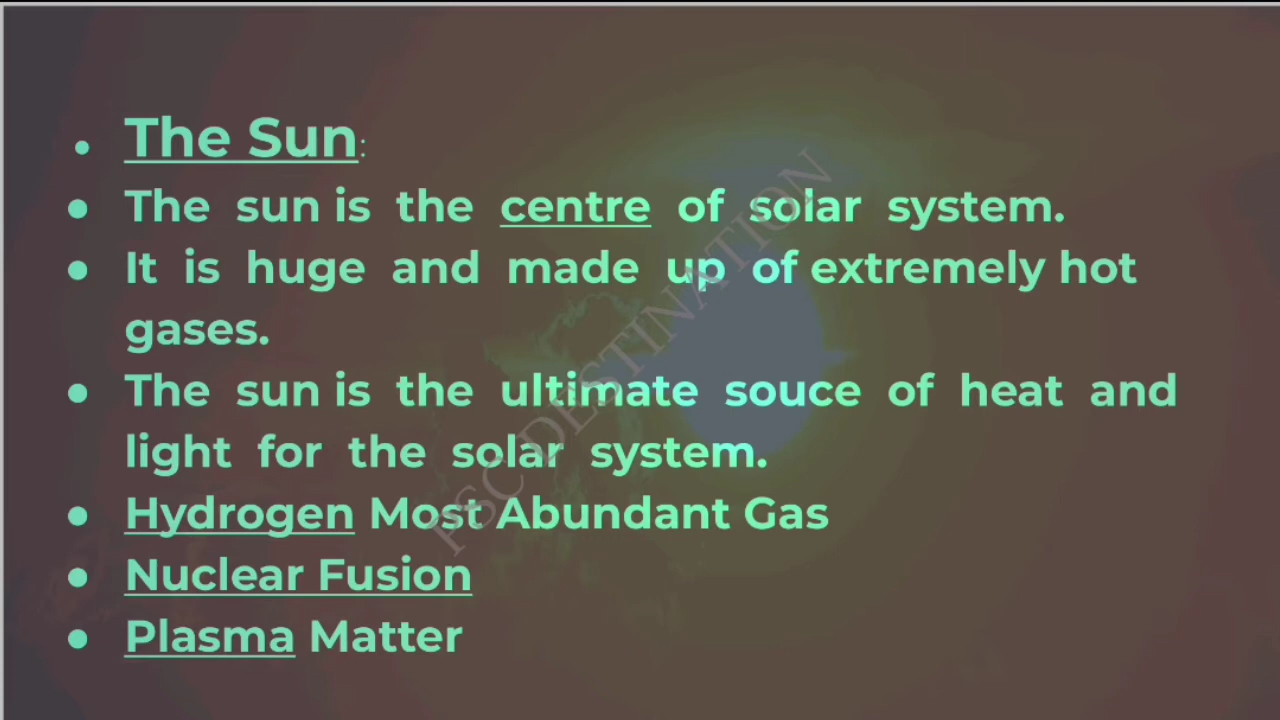 • The Sun:
• The sun is the centre of solar system.
• It is huge and made up of extremely hot
gases.
• The sun is the ultimate souce of heat and
light for the solar system.
• Hydrogen Most Abundant Gas
• Nuclear Fusion
• Plasma Matter
PSC DESTINATION